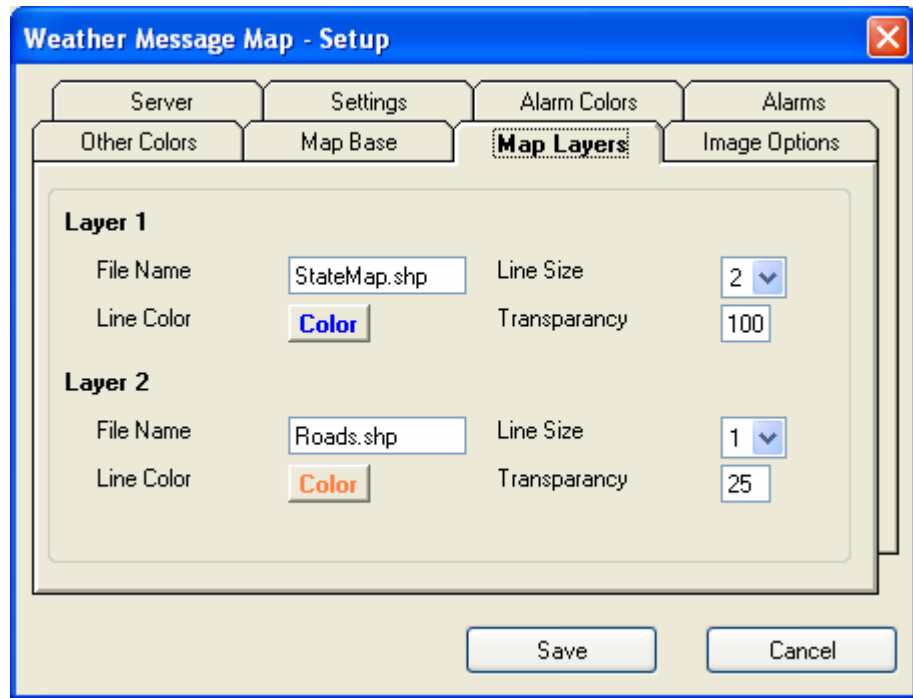 Weather Message Map - Setup
Server Settings Alarm Colors Alarms
Other Colors Map Base Map Layers Image Options
Layer 1
File Name StateMap.shp Line Size 2
Line Color Color Transparancy 100
Layer 2
File Name Roads.shp Line Size 1
Line Color Color Transparancy 25
Save Cancel